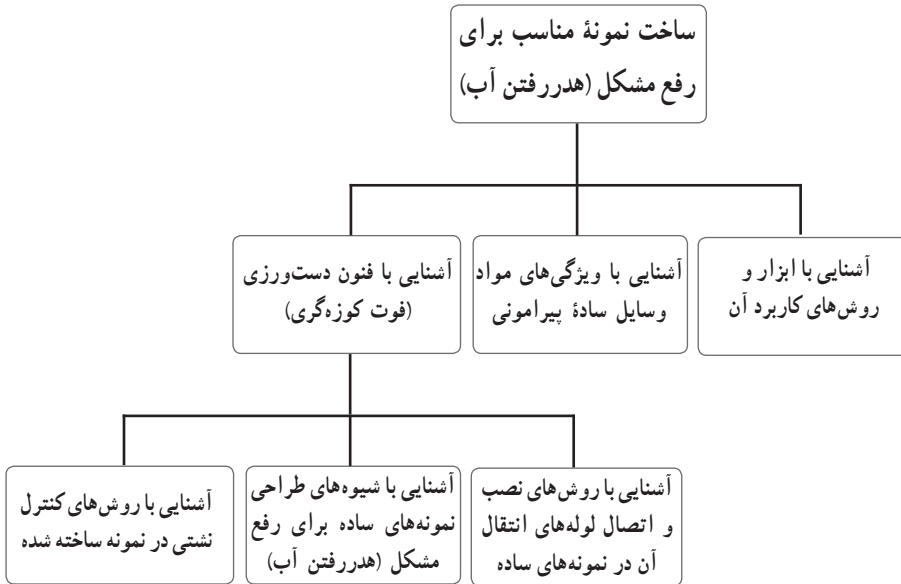 ساخت نمونهٔ مناسب برای
رفع مشکل (هدررفتن آب)
آشنایی با ابزار و
روش‌های کاربرد آن
آشنایی با ویژگی‌های مواد
وسایل سادهٔ پیرامونی
آشنایی با فنون دست‌ورزی
(فوت کوزه‌گری)
آشنایی با روش‌های نصب
و اتصال لوله‌های انتقال
آن در نمونه‌های ساده
آشنایی با شیوه‌های طراحی
نمونه‌های ساده برای رفع
مشکل (هدررفتن آب)
آشنایی با روش‌های کنترل
نشتی در نمونه ساخته شده